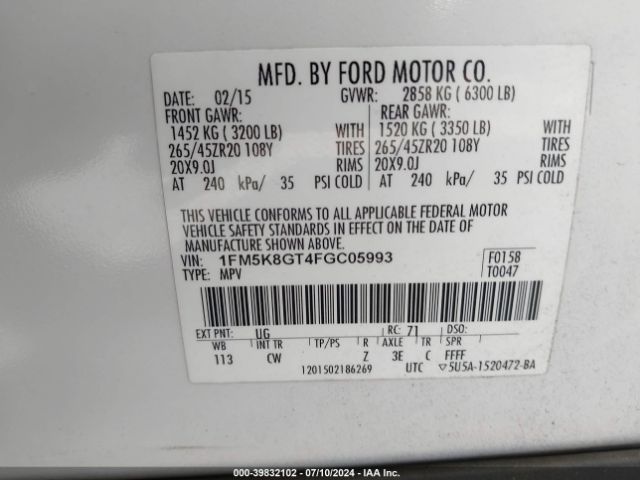 MFD. BY FORD MOTOR CO.
DATE: 02/15 GVWR: 2858 KG ( 6300 LB)
FRONT GAWR: REAR GAWR:
1452 KG ( 3200 LB) WITH 1520 KG ( 3350 LB) WITH
265/45ZR20 108Y TIRES 265/45ZR20 108Y TIRES
20X9.0J RIMS 20X9.0J RIMS
AT 240 kPa/ 35 PSI COLD AT 240 kPa/ 35 PSI COLD
THIS VEHICLE CONFORMS TO ALL APPLICABLE FEDERAL MOTOR
VEHICLE SAFETY STANDARDS IN EFFECT ON THE DATE OF
MANUFACTURE SHOWN ABOVE.
VIN: 1FM5K8GT4FGC05993 F0158
TYPE: MPV T0047
EXT PNT: UG RC: 71 DSO:
WB INT TR TP/PS R AXLE TR SPR
113 CW Z 3E C FFFF
1201502186269 UTC ▽5U5A-1520472-BA
000-39832102 - 07/10/2024 - IAA Inc.